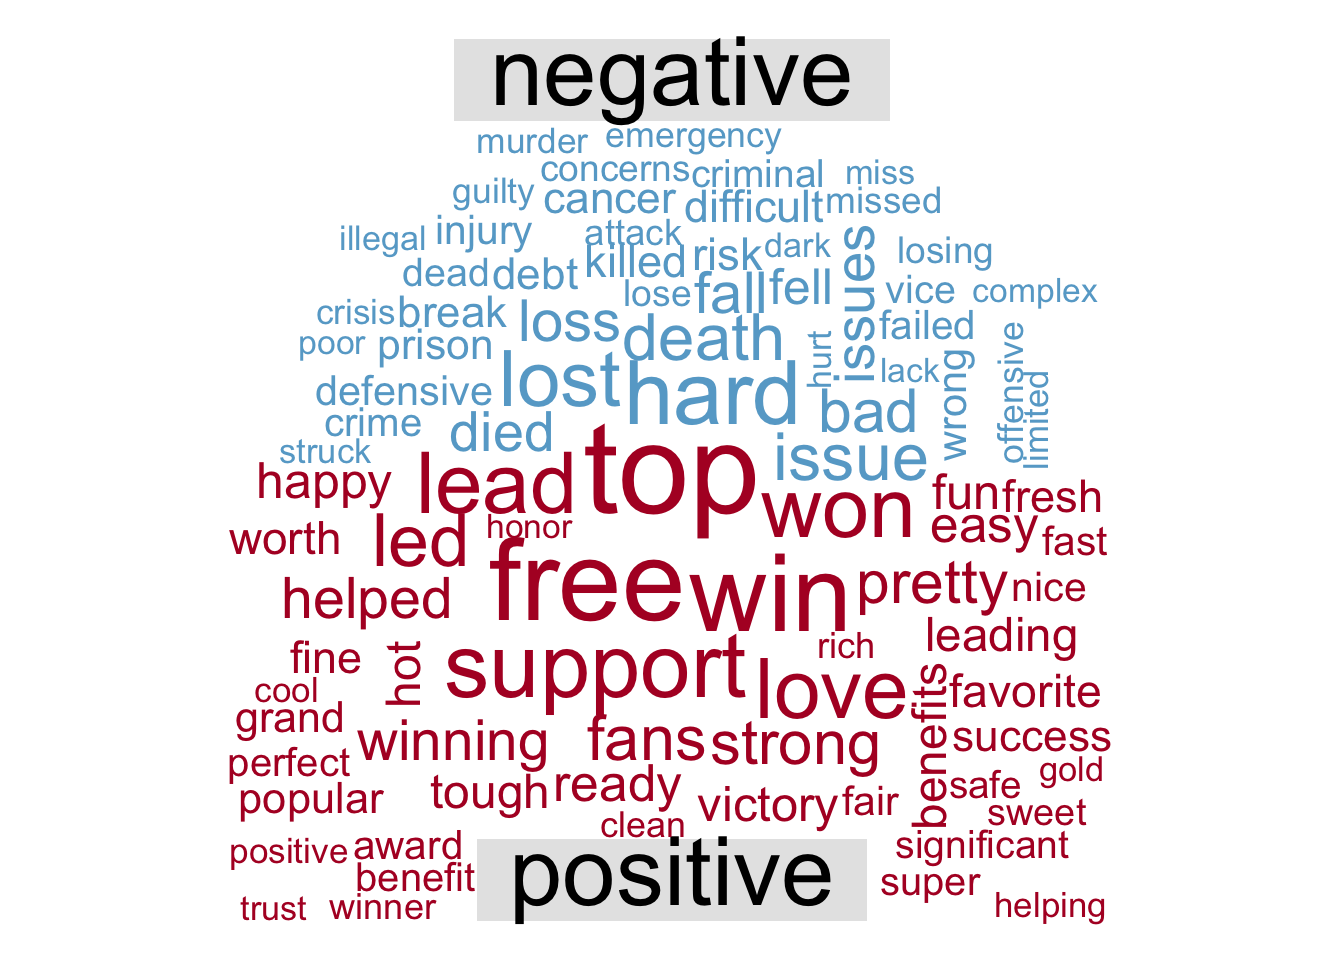 negative
murder emergency
concerns criminal miss
guilty cancer difficult missed
illegal injury attack issues
killed risk dark losing
dead debt lose fall fell vice complex
crisis break loss death hurt failed offensive
poor prison lost hard lack wrong limited
defensive bad
crime died
struck issue
happy lead top won fun fresh
worth led honor easy fast
helped free win pretty nice
fine hot support rich leading
cool love benefits favorite
grand winning fans strong success
perfect tough ready safe gold
popular victory fair sweet
clean
positive award positive significant
benefit super
trust winner helping